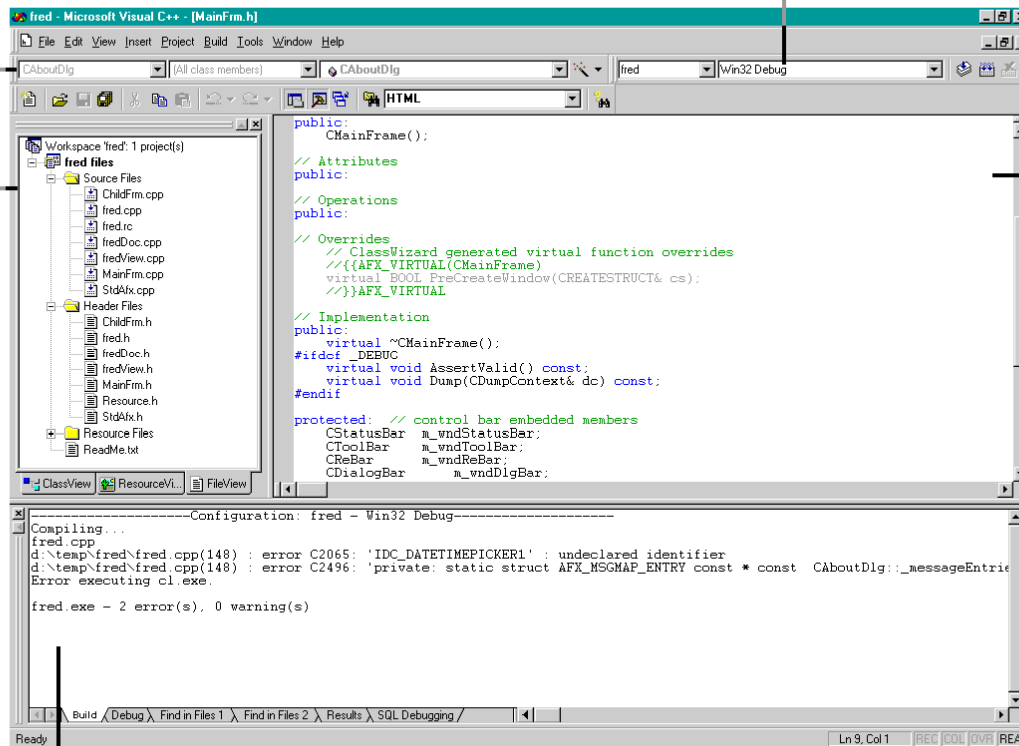 fred - Microsoft Visual C++ - [MainFrm.h]
File Edit View Insert Project Build Tools Window Help
CAboutDlg (All class members) CAboutDlg fred Win32 Debug
HTML
Workspace 'fred': 1 project(s)
fred files
Source Files
ChildFrm.cpp
fred.cpp
fred.rc
fredDoc.cpp
fredView.cpp
MainFrm.cpp
StdAfx.cpp
Header Files
ChildFrm.h
fred.h
fredDoc.h
fredView.h
MainFrm.h
Resource.h
StdAfx.h
Resource Files
ReadMe.txt
ClassView ResourceVi... FileView
public:
CMainFrame();
// Attributes
public:
// Operations
public:
// Overrides
// ClassWizard generated virtual function overrides
//{{AFX_VIRTUAL(CMainFrame)
virtual BOOL PreCreateWindow(CREATESTRUCT& cs);
//}}AFX_VIRTUAL
// Implementation
public:
virtual ~CMainFrame();
#ifdef _DEBUG
virtual void AssertValid() const;
virtual void Dump(CDumpContext& dc) const;
#endif
protected: // control bar embedded members
CStatusBar m_wndStatusBar;
CToolBar m_wndToolBar;
CReBar m_wndReBar;
CDialogBar m_wndDlgBar;
--------------------Configuration: fred - Win32 Debug--------------------
Compiling...
fred.cpp
d:\temp\fred\fred.cpp(148) : error C2065: 'IDC_DATETIMEPICKER1' : undeclared identifier
d:\temp\fred\fred.cpp(148) : error C2496: 'private: static struct AFX_MSGMAP_ENTRY const * const CAboutDlg::_messageEntrie
Error executing cl.exe.
fred.exe - 2 error(s), 0 warning(s)
Build Debug Find in Files 1 Find in Files 2 Results SQL Debugging
Ready Ln 9, Col 1 REC COL OVR REA